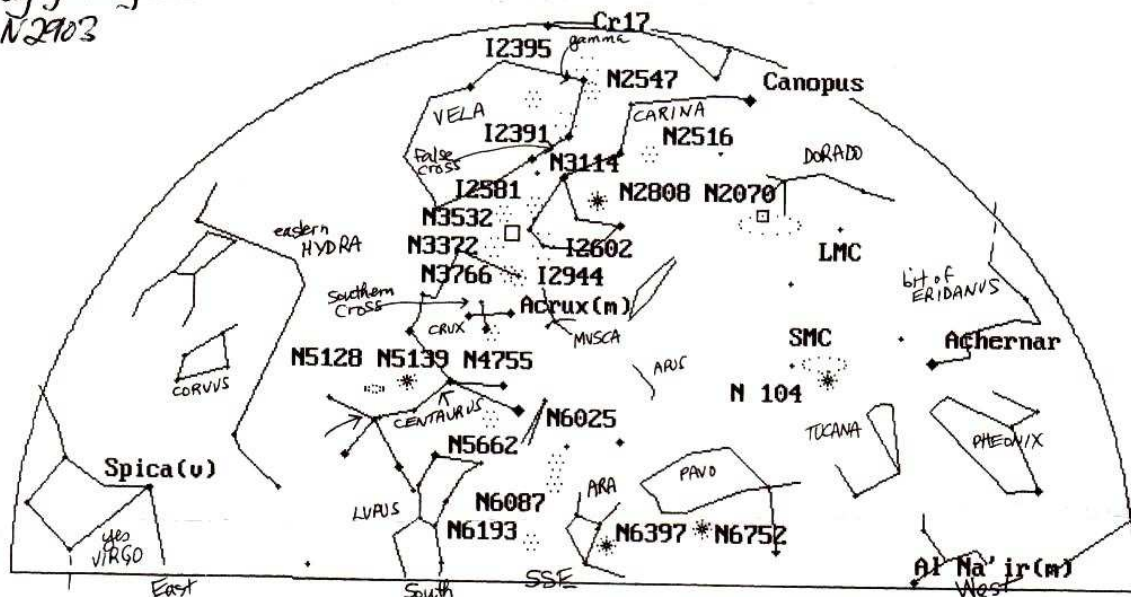 N2903
Cr17
I2395
gamma
N2547
Canopus
VELA
CARINA
I2391
N2516
False
Cross
N3114
DORADO
I2581
N2808 N2070
N3532
eastern
HYDRA
N3372
I2602
LMC
N3766
I2944
bit of
ERIDANUS
Southern
Cross
Acrux(m)
CRUX
MUSCA
SMC
Achernar
N5128 N5139 N4755
APUS
CORVUS
N 104
CENTAURUS
N6025
TUCANA
PHEONIX
N5662
Spica(v)
PAVO
LUPUS
N6087
ARA
N6193
N6397
N6752
yes
VIRGO
Al Na'ir(m)
East
South
SSE
West